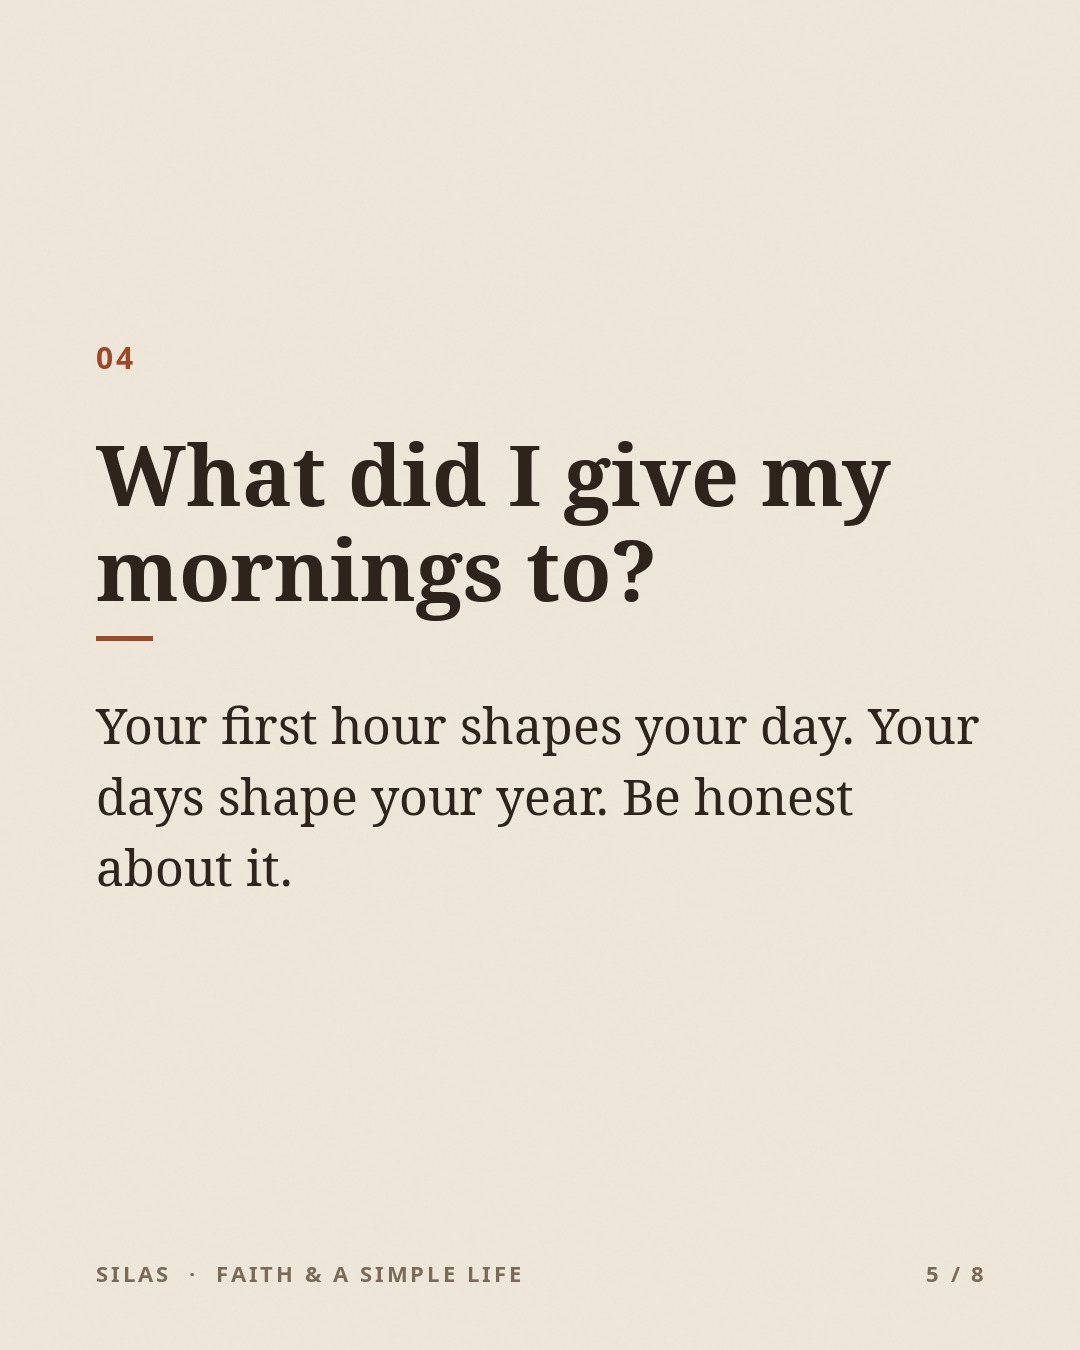 04
What did I give my
mornings to?
Your first hour shapes your day. Your
days shape your year. Be honest
about it.
SILAS · FAITH & A SIMPLE LIFE
5 / 8